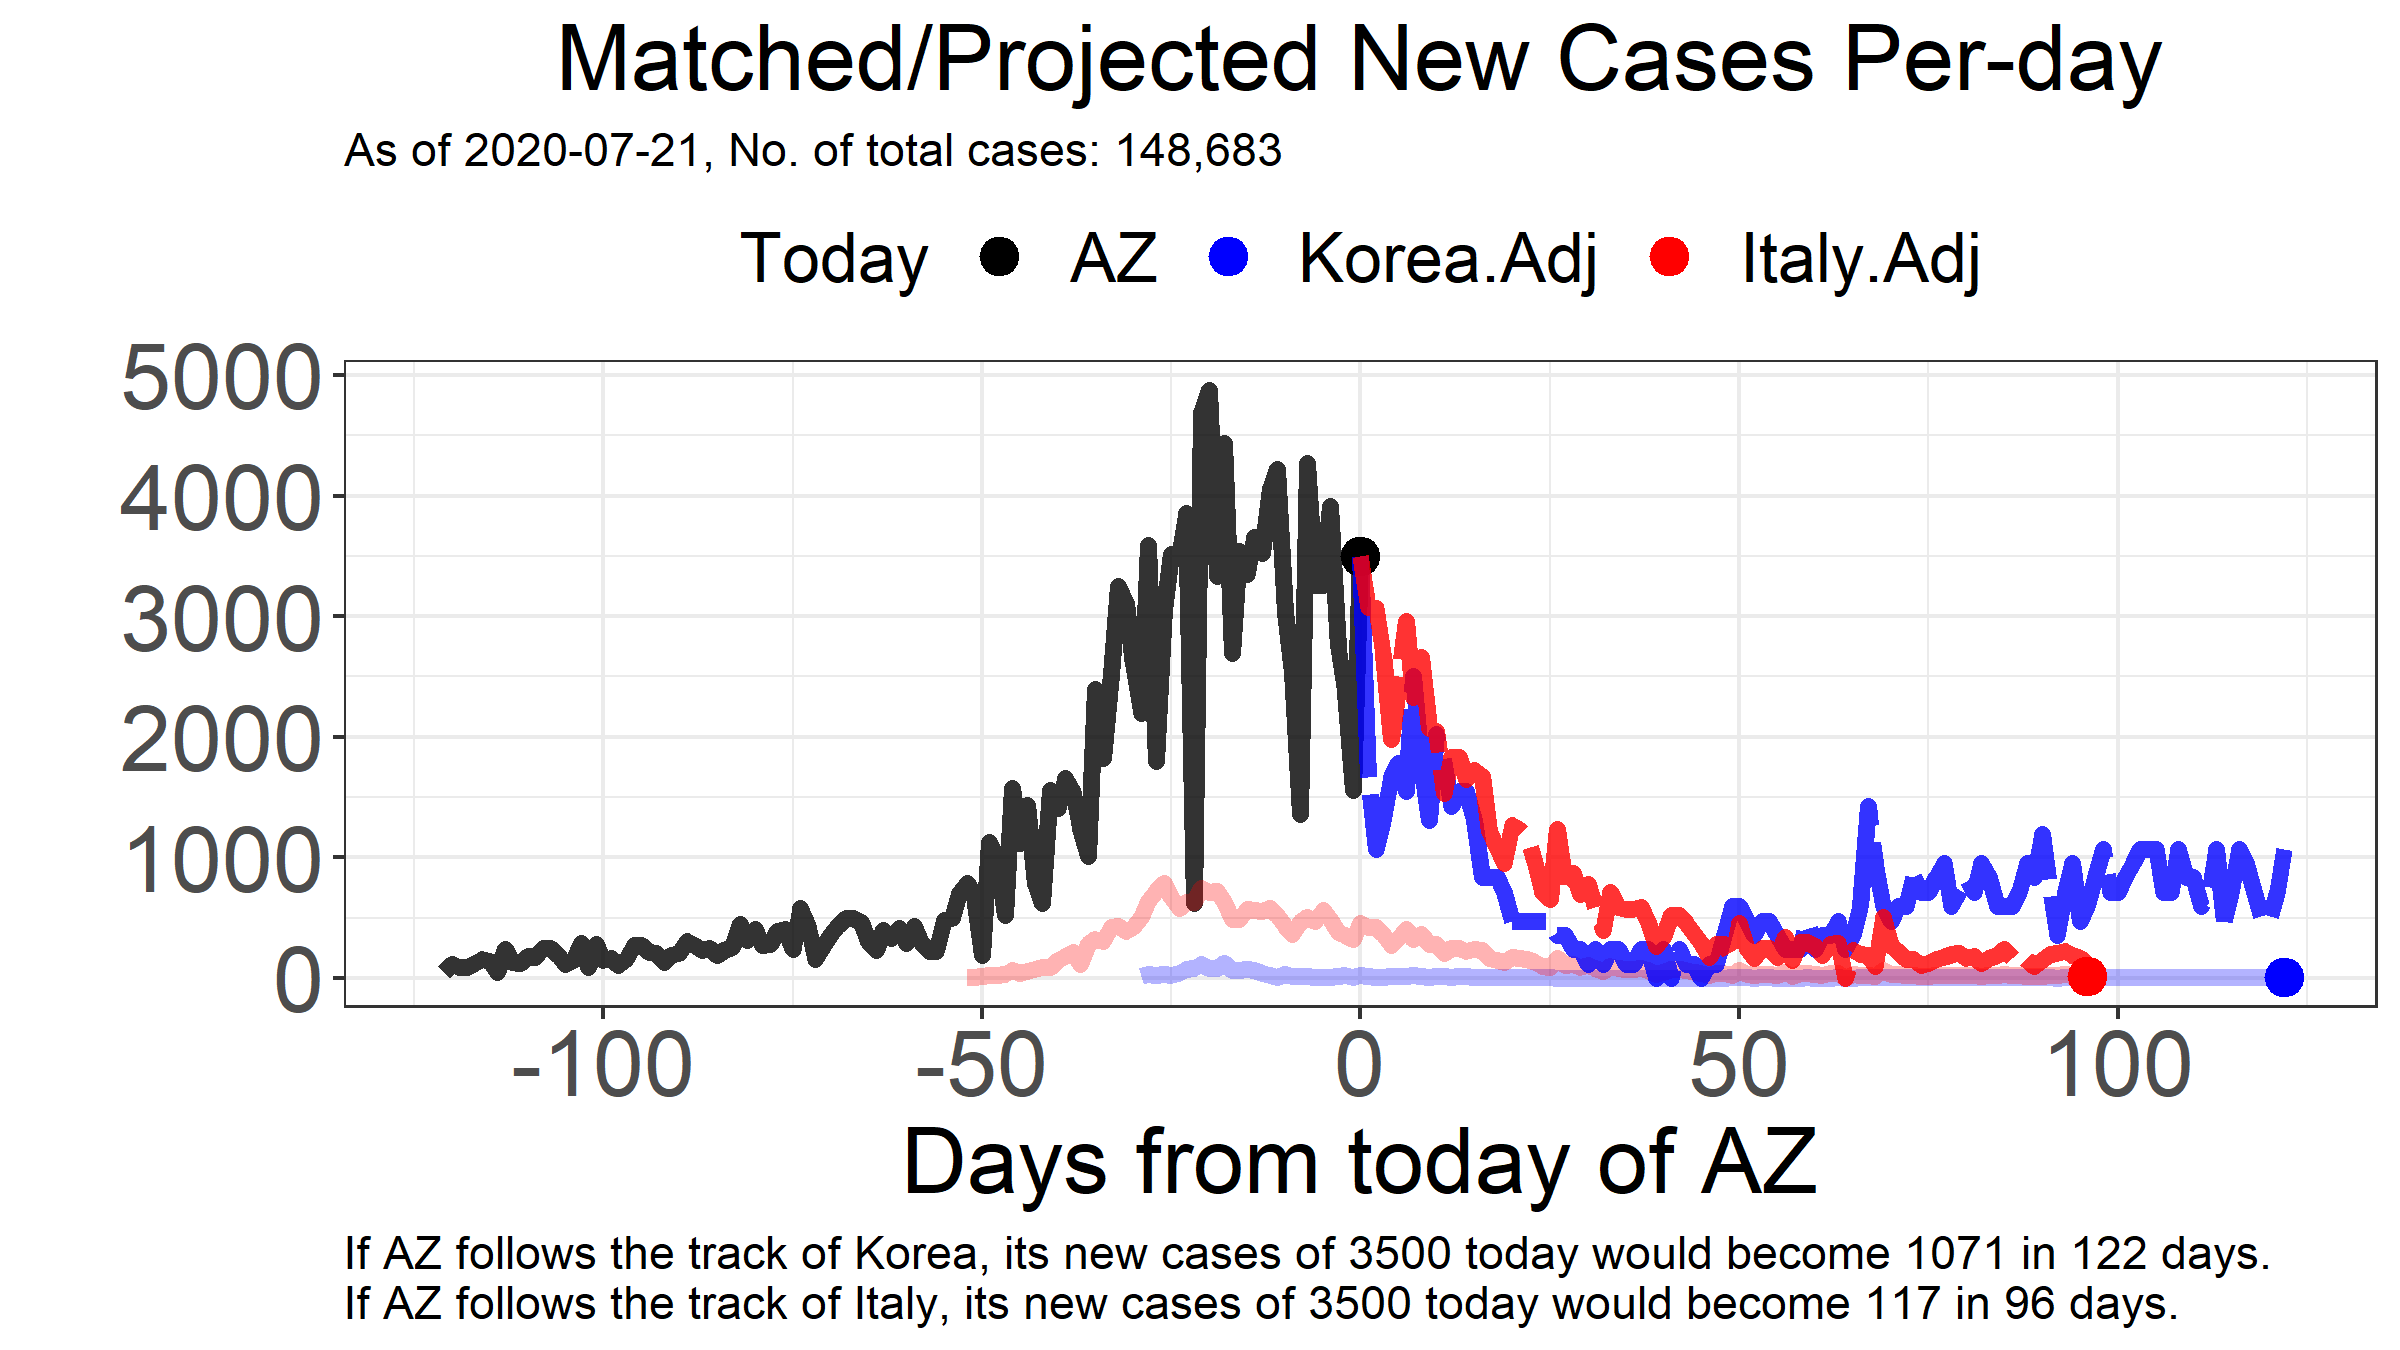 Matched/Projected New Cases Per-day
As of 2020-07-21, No. of total cases: 148,683
Today AZ Korea.Adj Italy.Adj
5000
4000
3000
2000
1000
0
-100 -50 0 50 100
Days from today of AZ
If AZ follows the track of Korea, its new cases of 3500 today would become 1071 in 122 days.
If AZ follows the track of Italy, its new cases of 3500 today would become 117 in 96 days.